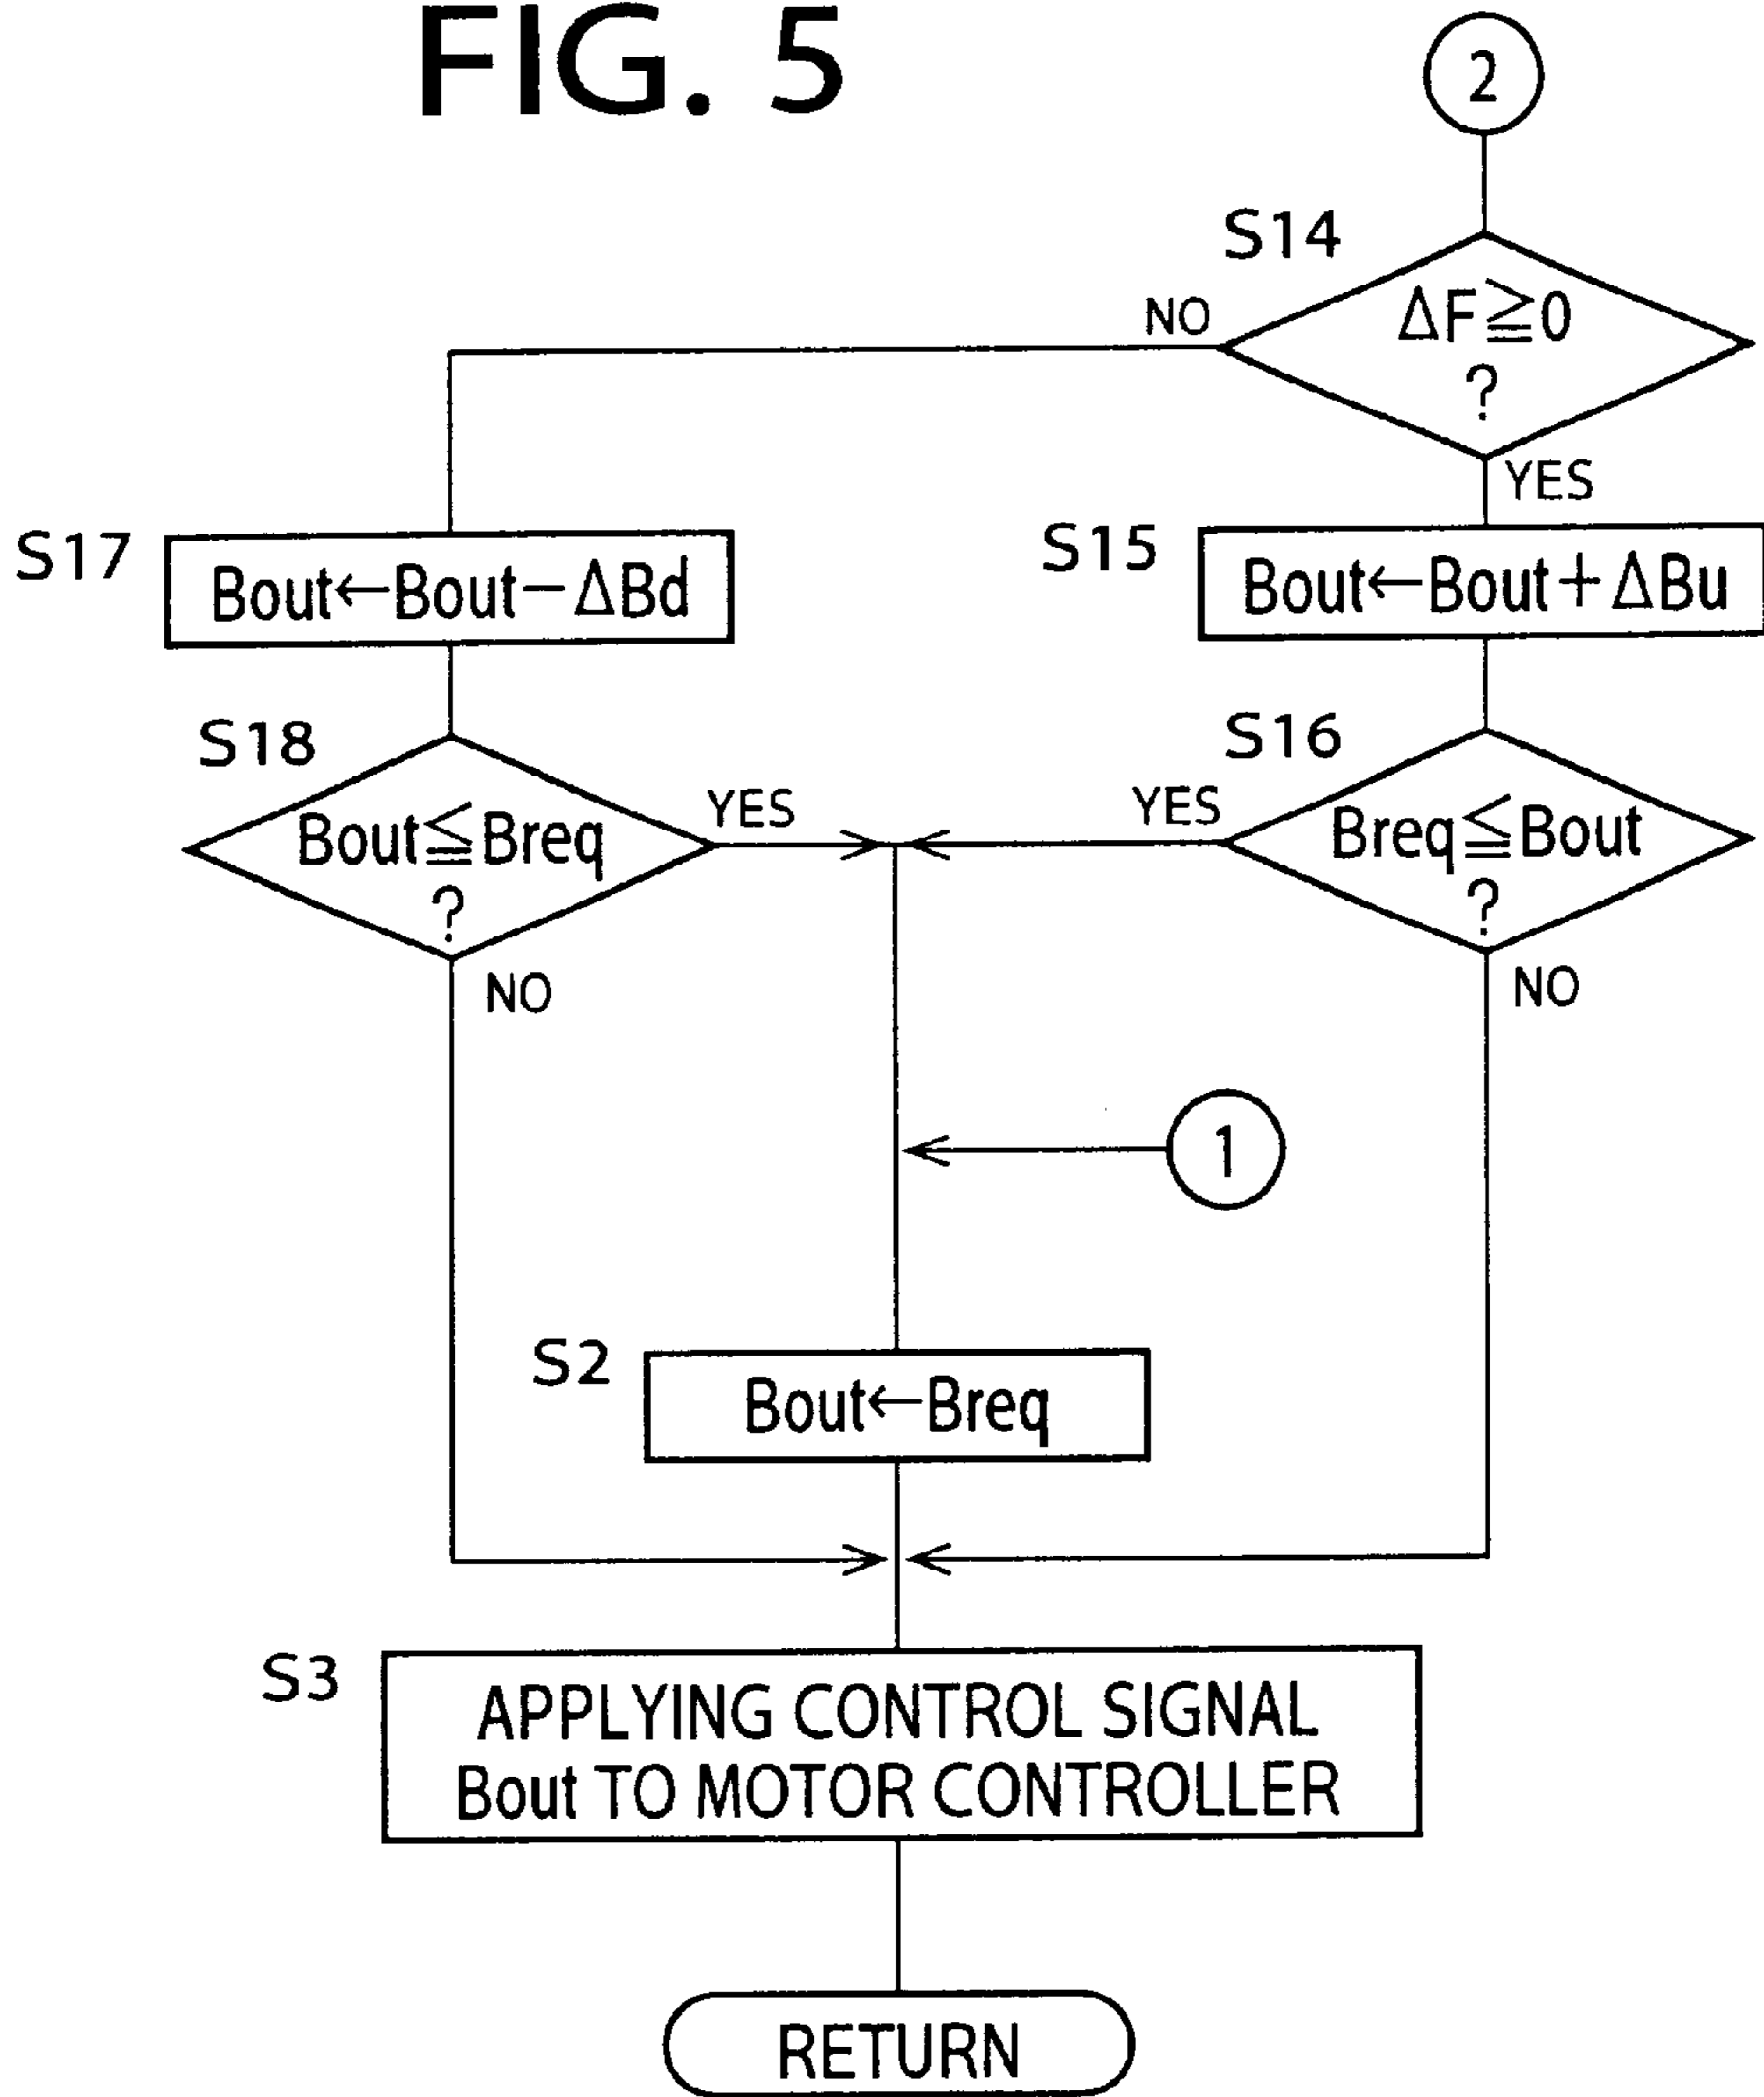 FIG. 5
2
S14
ΔF≧0
?
NO
YES
S17
Bout←Bout−ΔBd
S15
Bout←Bout+ΔBu
S18
Bout≦Breq
?
YES
NO
S16
Breq≦Bout
?
YES
NO
1
S2
Bout←Breq
S3
APPLYING CONTROL SIGNAL
Bout TO MOTOR CONTROLLER
RETURN